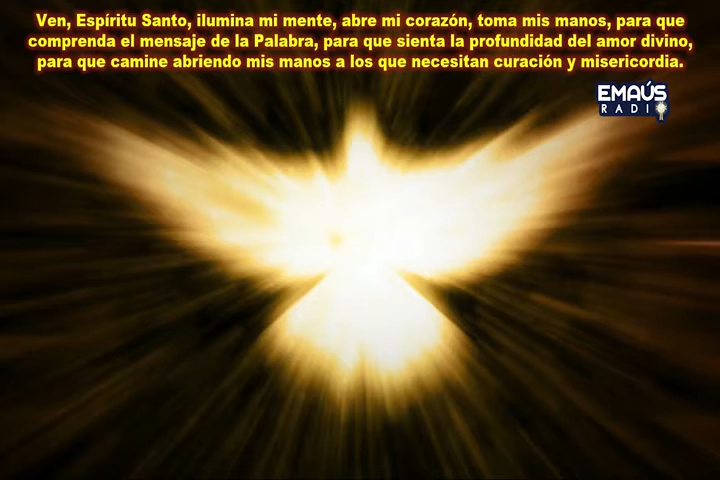 Ven, Espíritu Santo, ilumina mi mente, abre mi corazón, toma mis manos, para que
comprenda el mensaje de la Palabra, para que sienta la profundidad del amor divino,
para que camine abriendo mis manos a los que necesitan curación y misericordia.
EMAÚS
RADIO